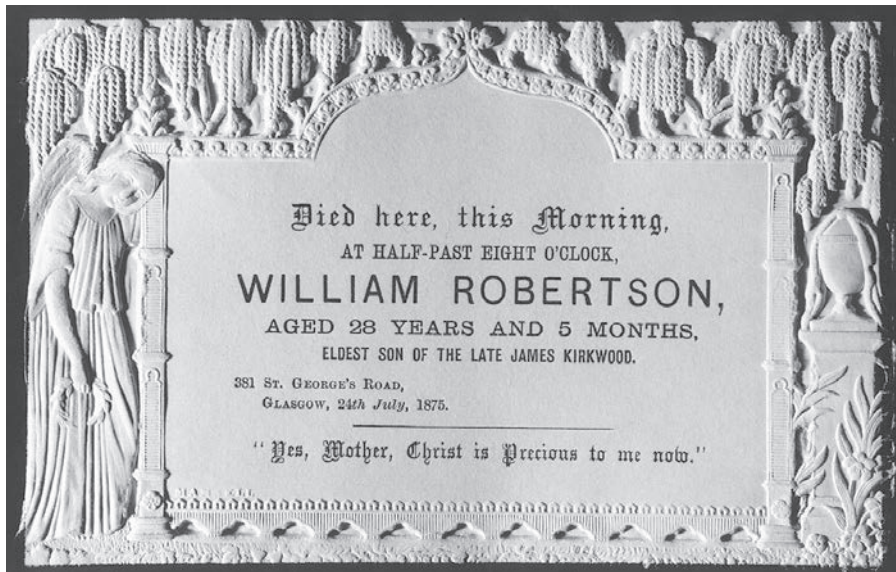 Died here, this Morning,
AT HALF-PAST EIGHT O'CLOCK,
WILLIAM ROBERTSON,
AGED 28 YEARS AND 5 MONTHS,
ELDEST SON OF THE LATE JAMES KIRKWOOD.
381 ST. GEORGE'S ROAD,
GLASGOW, 24th July, 1875.
"Yes, Mother, Christ is Precious to me now."